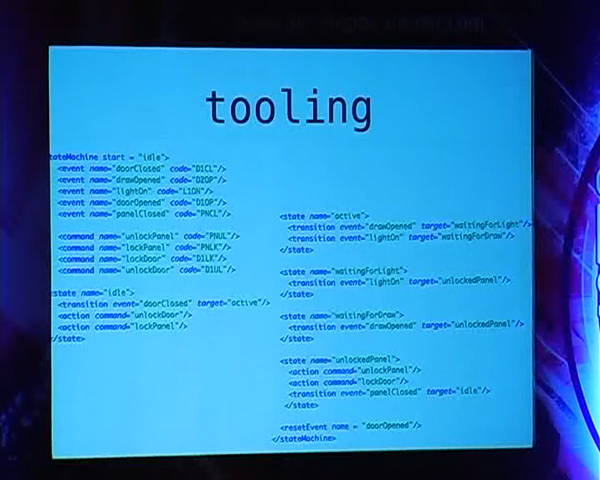 tooling
tateMachine start = "idle">
<event name="doorClosed" code="D1CL"/>
<event name="drawOpened" code="D2OP"/>
<event name="lightOn" code="L1ON"/>
<event name="doorOpened" code="D1OP"/>
<event name="panelClosed" code="PNCL"/>
<command name="unlockPanel" code="PNUL"/>
<command name="lockPanel" code="PNLK"/>
<command name="lockDoor" code="D1LK"/>
<command name="unlockDoor" code="D1UL"/>
state name="idle">
<transition event="doorClosed" target="active"/>
<action command="unlockDoor"/>
<action command="lockPanel"/>
/state>
<state name="active">
<transition event="drawOpened" target="waitingForLight"/>
<transition event="lightOn" target="waitingForDraw"/>
</state>
<state name="waitingForLight">
<transition event="lightOn" target="unlockedPanel"/>
</state>
<state name="waitingForDraw">
<transition event="drawOpened" target="unlockedPanel"/>
</state>
<state name="unlockedPanel">
<action command="unlockPanel"/>
<action command="lockDoor"/>
<transition event="panelClosed" target="idle"/>
</state>
<resetEvent name = "doorOpened"/>
</stateMachine>